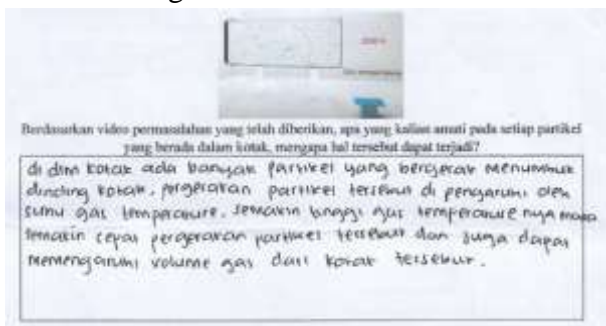 Berdasarkan video permasalahan yang telah diberikan, apa yang kalian amati pada setiap partikel
yang berada dalam kotak, mengapa hal tersebut dapat terjadi?
di dlm kotak ada banyak partikel yang bergerak menumbuk
dinding kotak, pergerakan partikel tersebut di pengaruhi oleh
suhu gas temperature. semakin tinggi gas temperature nya maka
semakin cepat pergerakan partikel tersebut dan juga dapat
memengaruhi volume gas dari kotak tersebut.